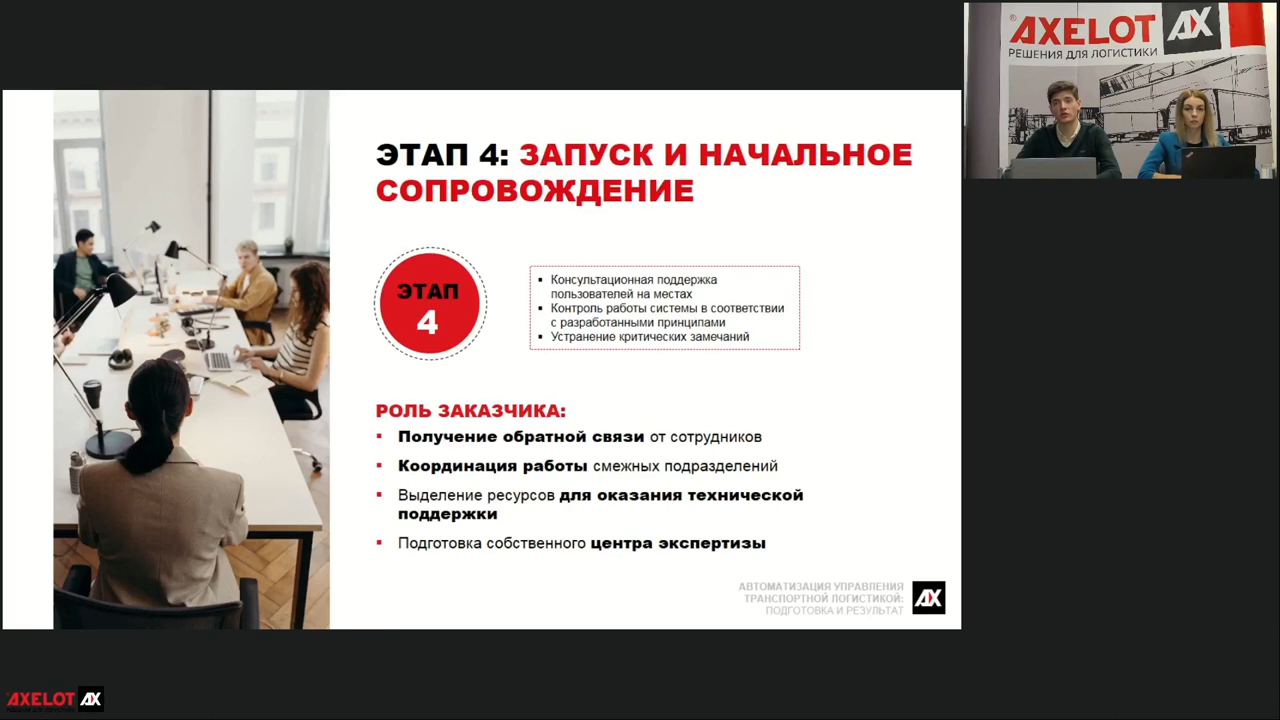 ЭТАП 4: ЗАПУСК И НАЧАЛЬНОЕ
СОПРОВОЖДЕНИЕ
ЭТАП
4
▪ Консультационная поддержка
пользователей на местах
▪ Контроль работы системы в соответствии
с разработанными принципами
▪ Устранение критических замечаний
РОЛЬ ЗАКАЗЧИКА:
▪ Получение обратной связи от сотрудников
▪ Координация работы смежных подразделений
▪ Выделение ресурсов для оказания технической
поддержки
▪ Подготовка собственного центра экспертизы
АВТОМАТИЗАЦИЯ УПРАВЛЕНИЯ
ТРАНСПОРТНОЙ ЛОГИСТИКОЙ:
ПОДГОТОВКА И РЕЗУЛЬТАТ
AX
®AXELOT AX
РЕШЕНИЯ ДЛЯ ЛОГИСТИКИ
AXELOT AX